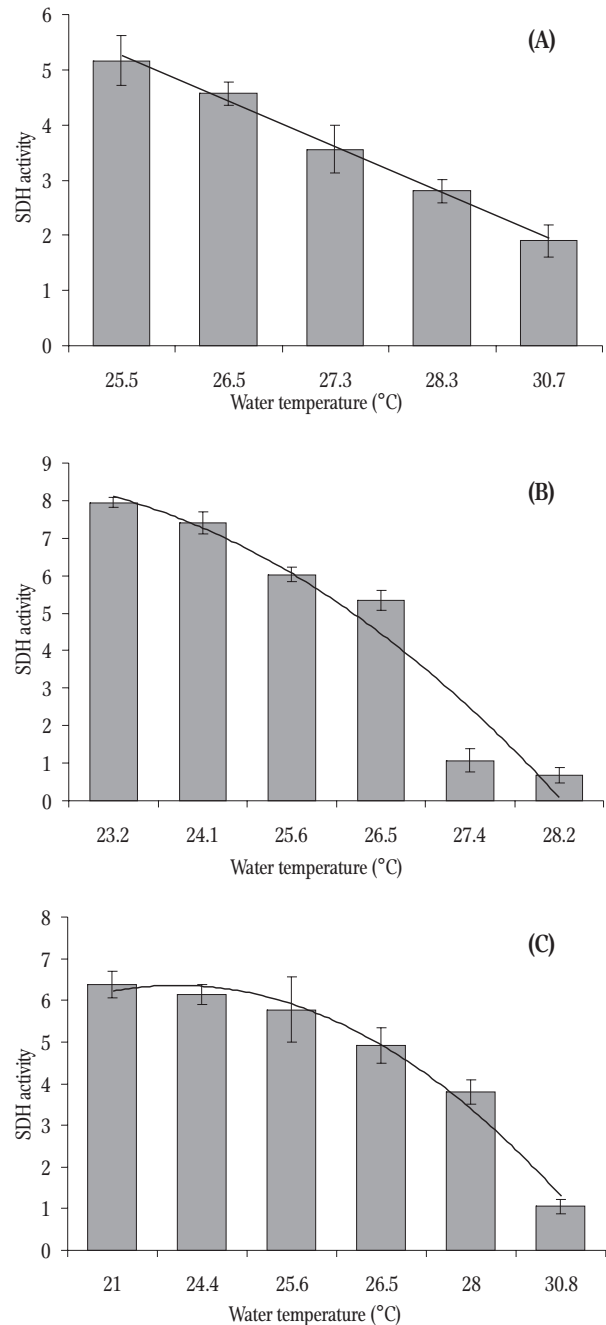 (A)
SDH activity
6
5
4
3
2
1
0
25.5 26.5 27.3 28.3 30.7
Water temperature (°C)
(B)
SDH activity
9
8
7
6
5
4
3
2
1
0
23.2 24.1 25.6 26.5 27.4 28.2
Water temperature (°C)
(C)
SDH activity
8
7
6
5
4
3
2
1
0
21 24.4 25.6 26.5 28 30.8
Water temperature (°C)